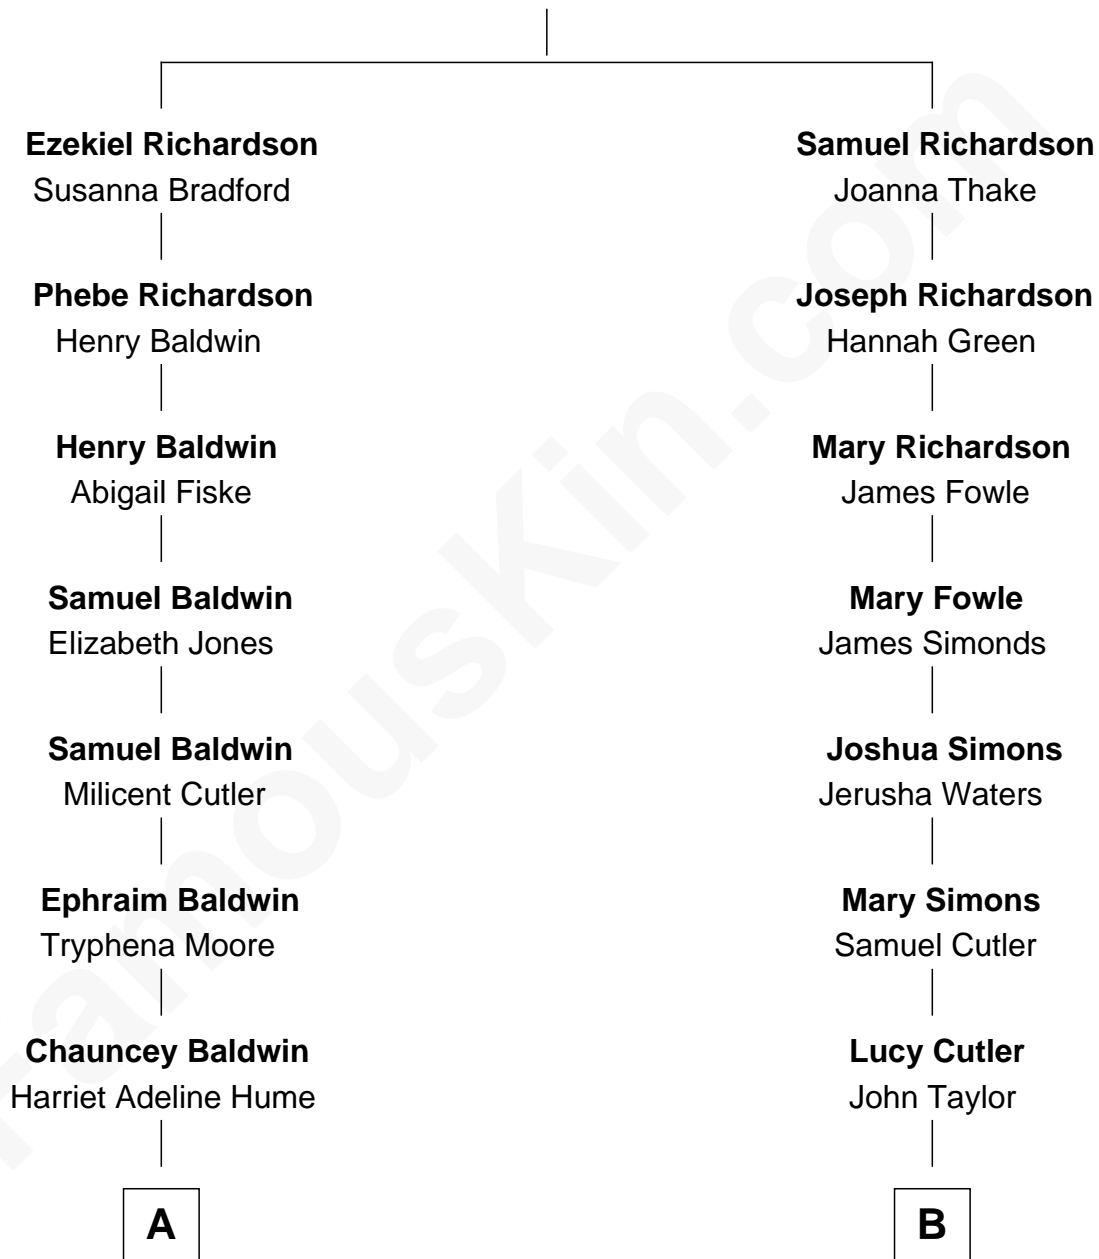 Ezekiel Richardson
Susanna Bradford
Phebe Richardson
Henry Baldwin
Henry Baldwin
Abigail Fiske
Samuel Baldwin
Elizabeth Jones
Samuel Baldwin
Milicent Cutler
Ephraim Baldwin
Tryphena Moore
Chauncey Baldwin
Harriet Adeline Hume
A
Samuel Richardson
Joanna Thake
Joseph Richardson
Hannah Green
Mary Richardson
James Fowle
Mary Fowle
James Simonds
Joshua Simons
Jerusha Waters
Mary Simons
Samuel Cutler
Lucy Cutler
John Taylor
B
FamousKin.com